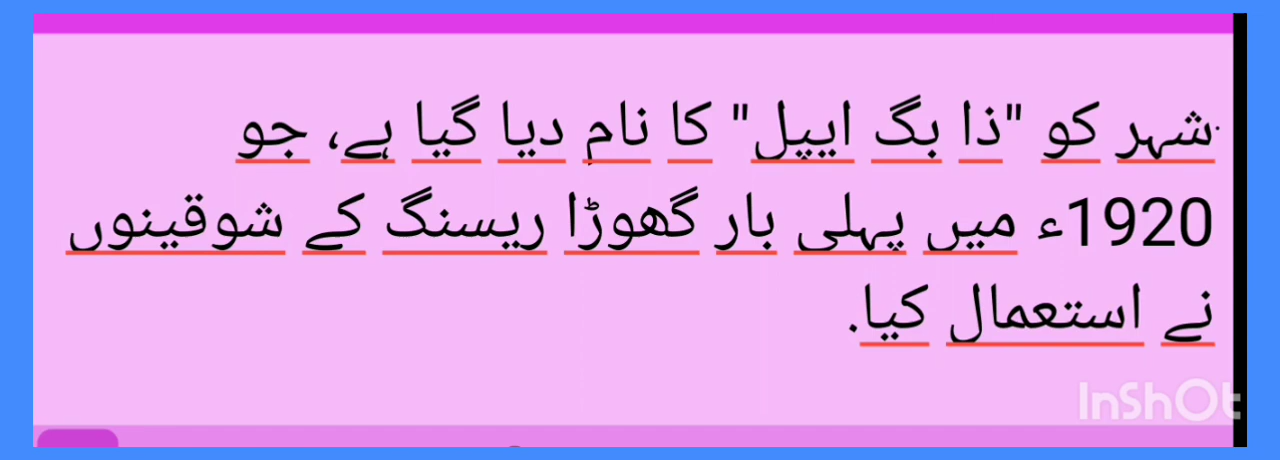 شہر کو "ذا بگ ایپل" کا نام دیا گیا ہے، جو
1920ء میں پہلی بار گھوڑا ریسنگ کے شوقینوں
نے استعمال کیا.
InShOt